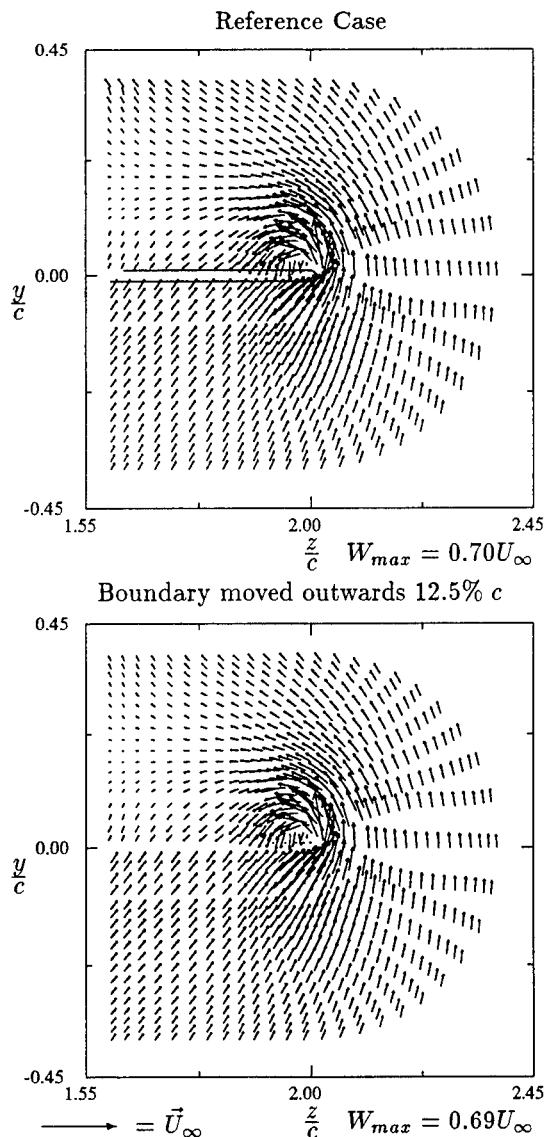 Reference Case
0.45
y/c
0.00
-0.45
1.55
2.00
2.45
z/c W_max = 0.70U_∞
Boundary moved outwards 12.5% c
0.45
y/c
0.00
-0.45
1.55
2.00
2.45
= U⃗_∞ z/c W_max = 0.69U_∞